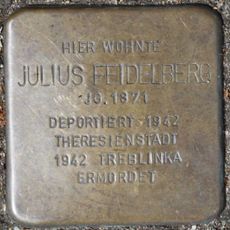 HIER WOHNTE
JULIUS FEIDELBERG
JG. 1871
DEPORTIERT 1942
THERESIENSTADT
1942 TREBLINKA
ERMORDET